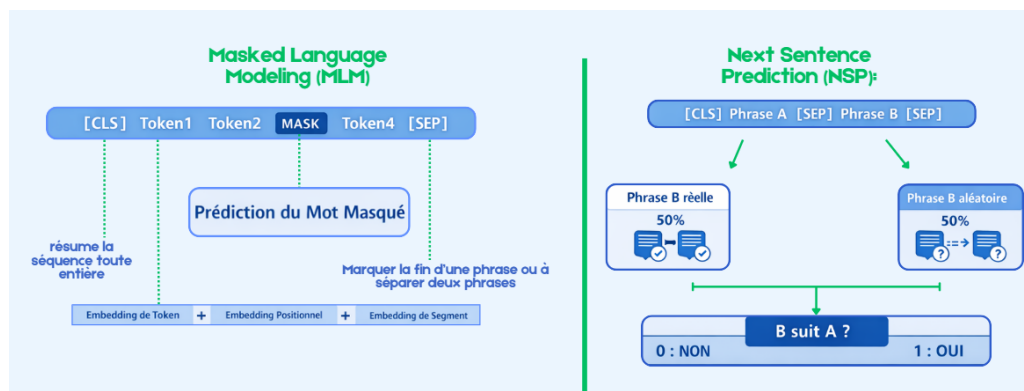 Masked Language
Modeling (MLM)
[CLS] Token1 Token2 MASK Token4 [SEP]
Prédiction du Mot Masqué
résume la
séquence toute
entière
Marquer la fin d'une phrase ou à
séparer deux phrases
Embedding de Token + Embedding Positionnel + Embedding de Segment
Next Sentence
Prediction (NSP):
[CLS] Phrase A [SEP] Phrase B [SEP]
Phrase B rèelle
50%
Phrase B aléatoire
50%
? ?
B suit A ?
0 : NON 1 : OUI